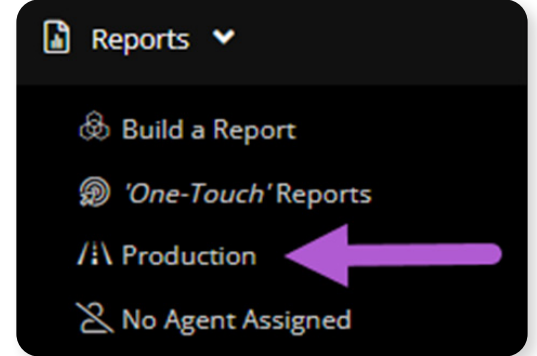 Reports
Build a Report
'One-Touch' Reports
Production
No Agent Assigned